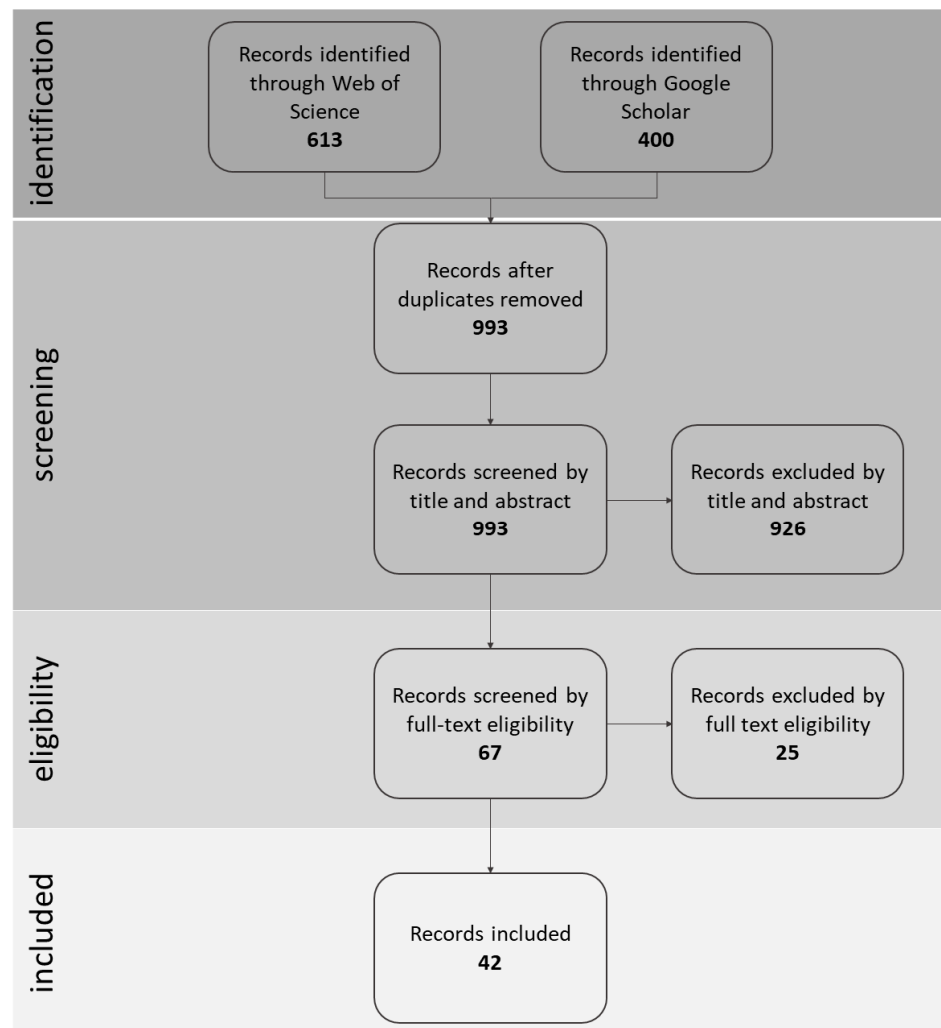 identification
Records identified
through Web of
Science
613
Records identified
through Google
Scholar
400
screening
Records after
duplicates removed
993
Records screened by
title and abstract
993
Records excluded by
title and abstract
926
eligibility
Records screened by
full-text eligibility
67
Records excluded by
full text eligibility
25
included
Records included
42